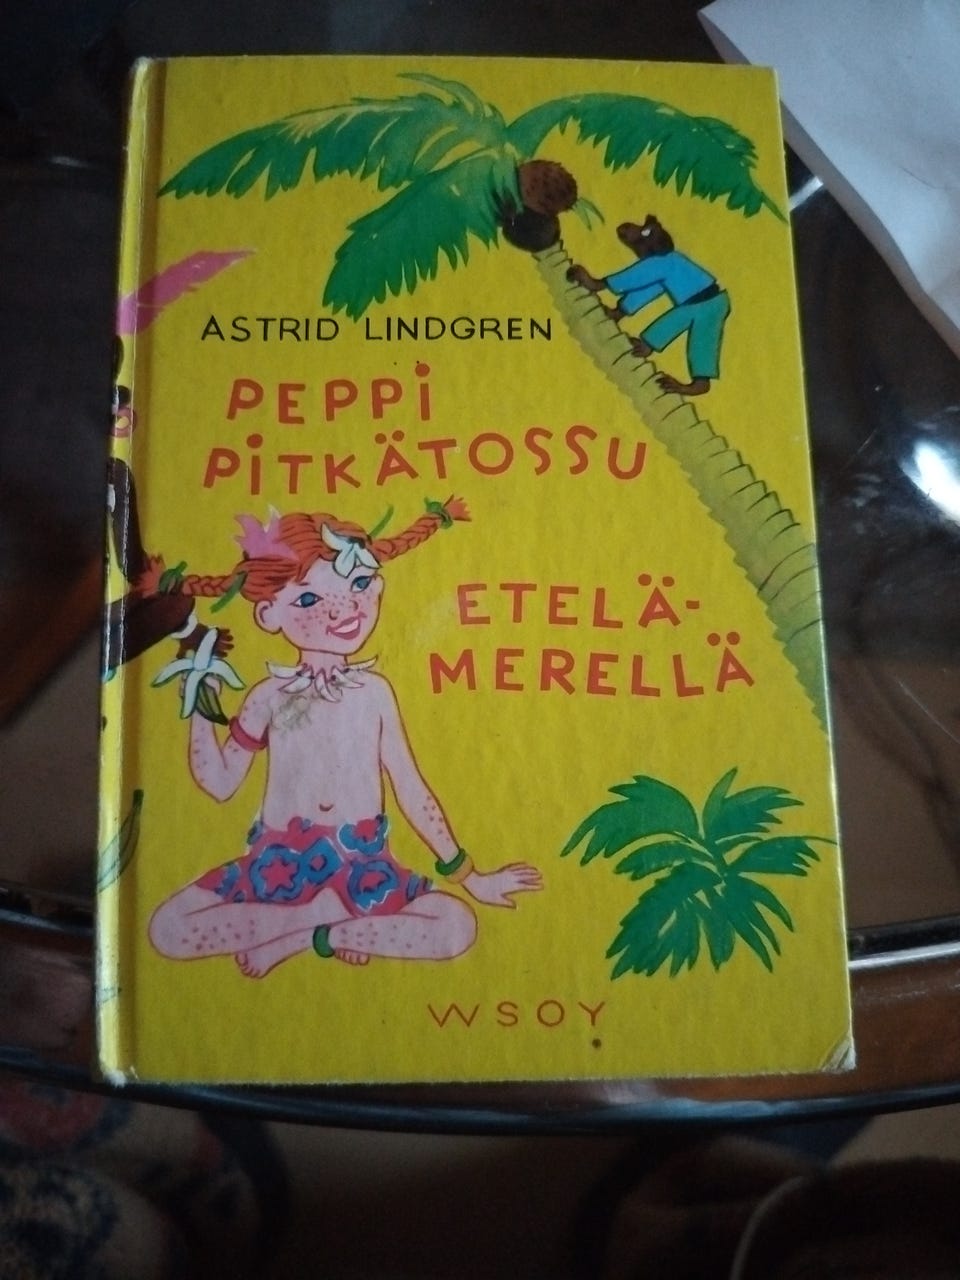 ASTRID LINDGREN
PEPPI
PITKÄTOSSU
ETELÄ-
MERELLÄ
WSOY